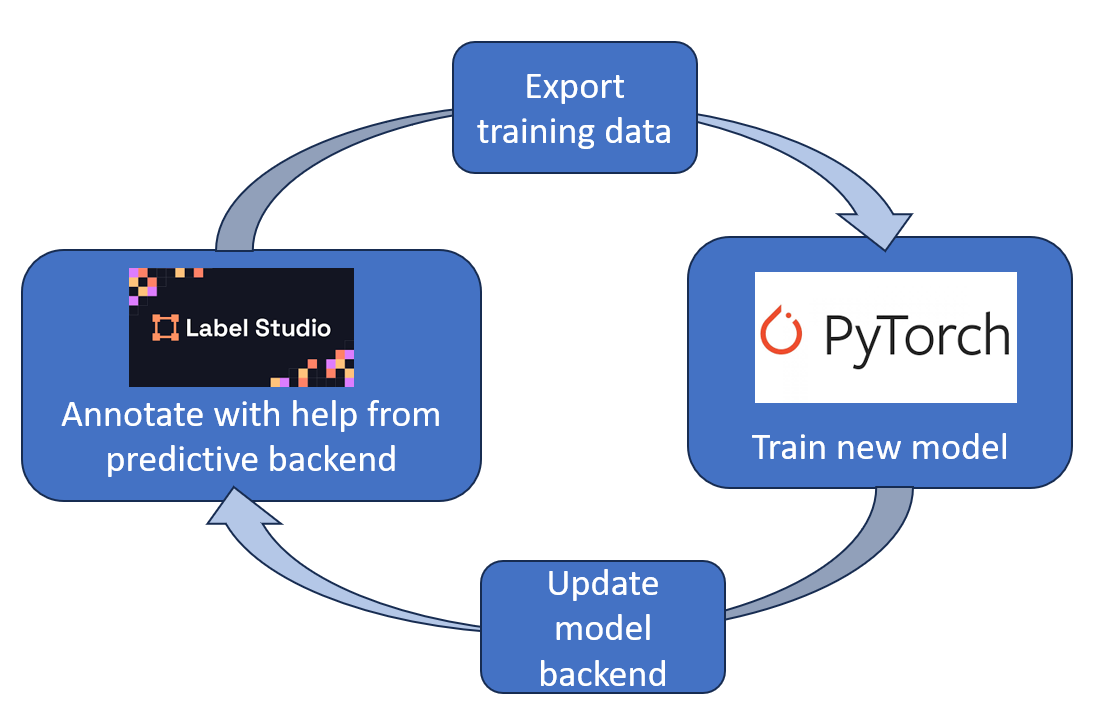 Export
training data
Label Studio
Annotate with help from
predictive backend
PyTorch
Train new model
Update
model
backend